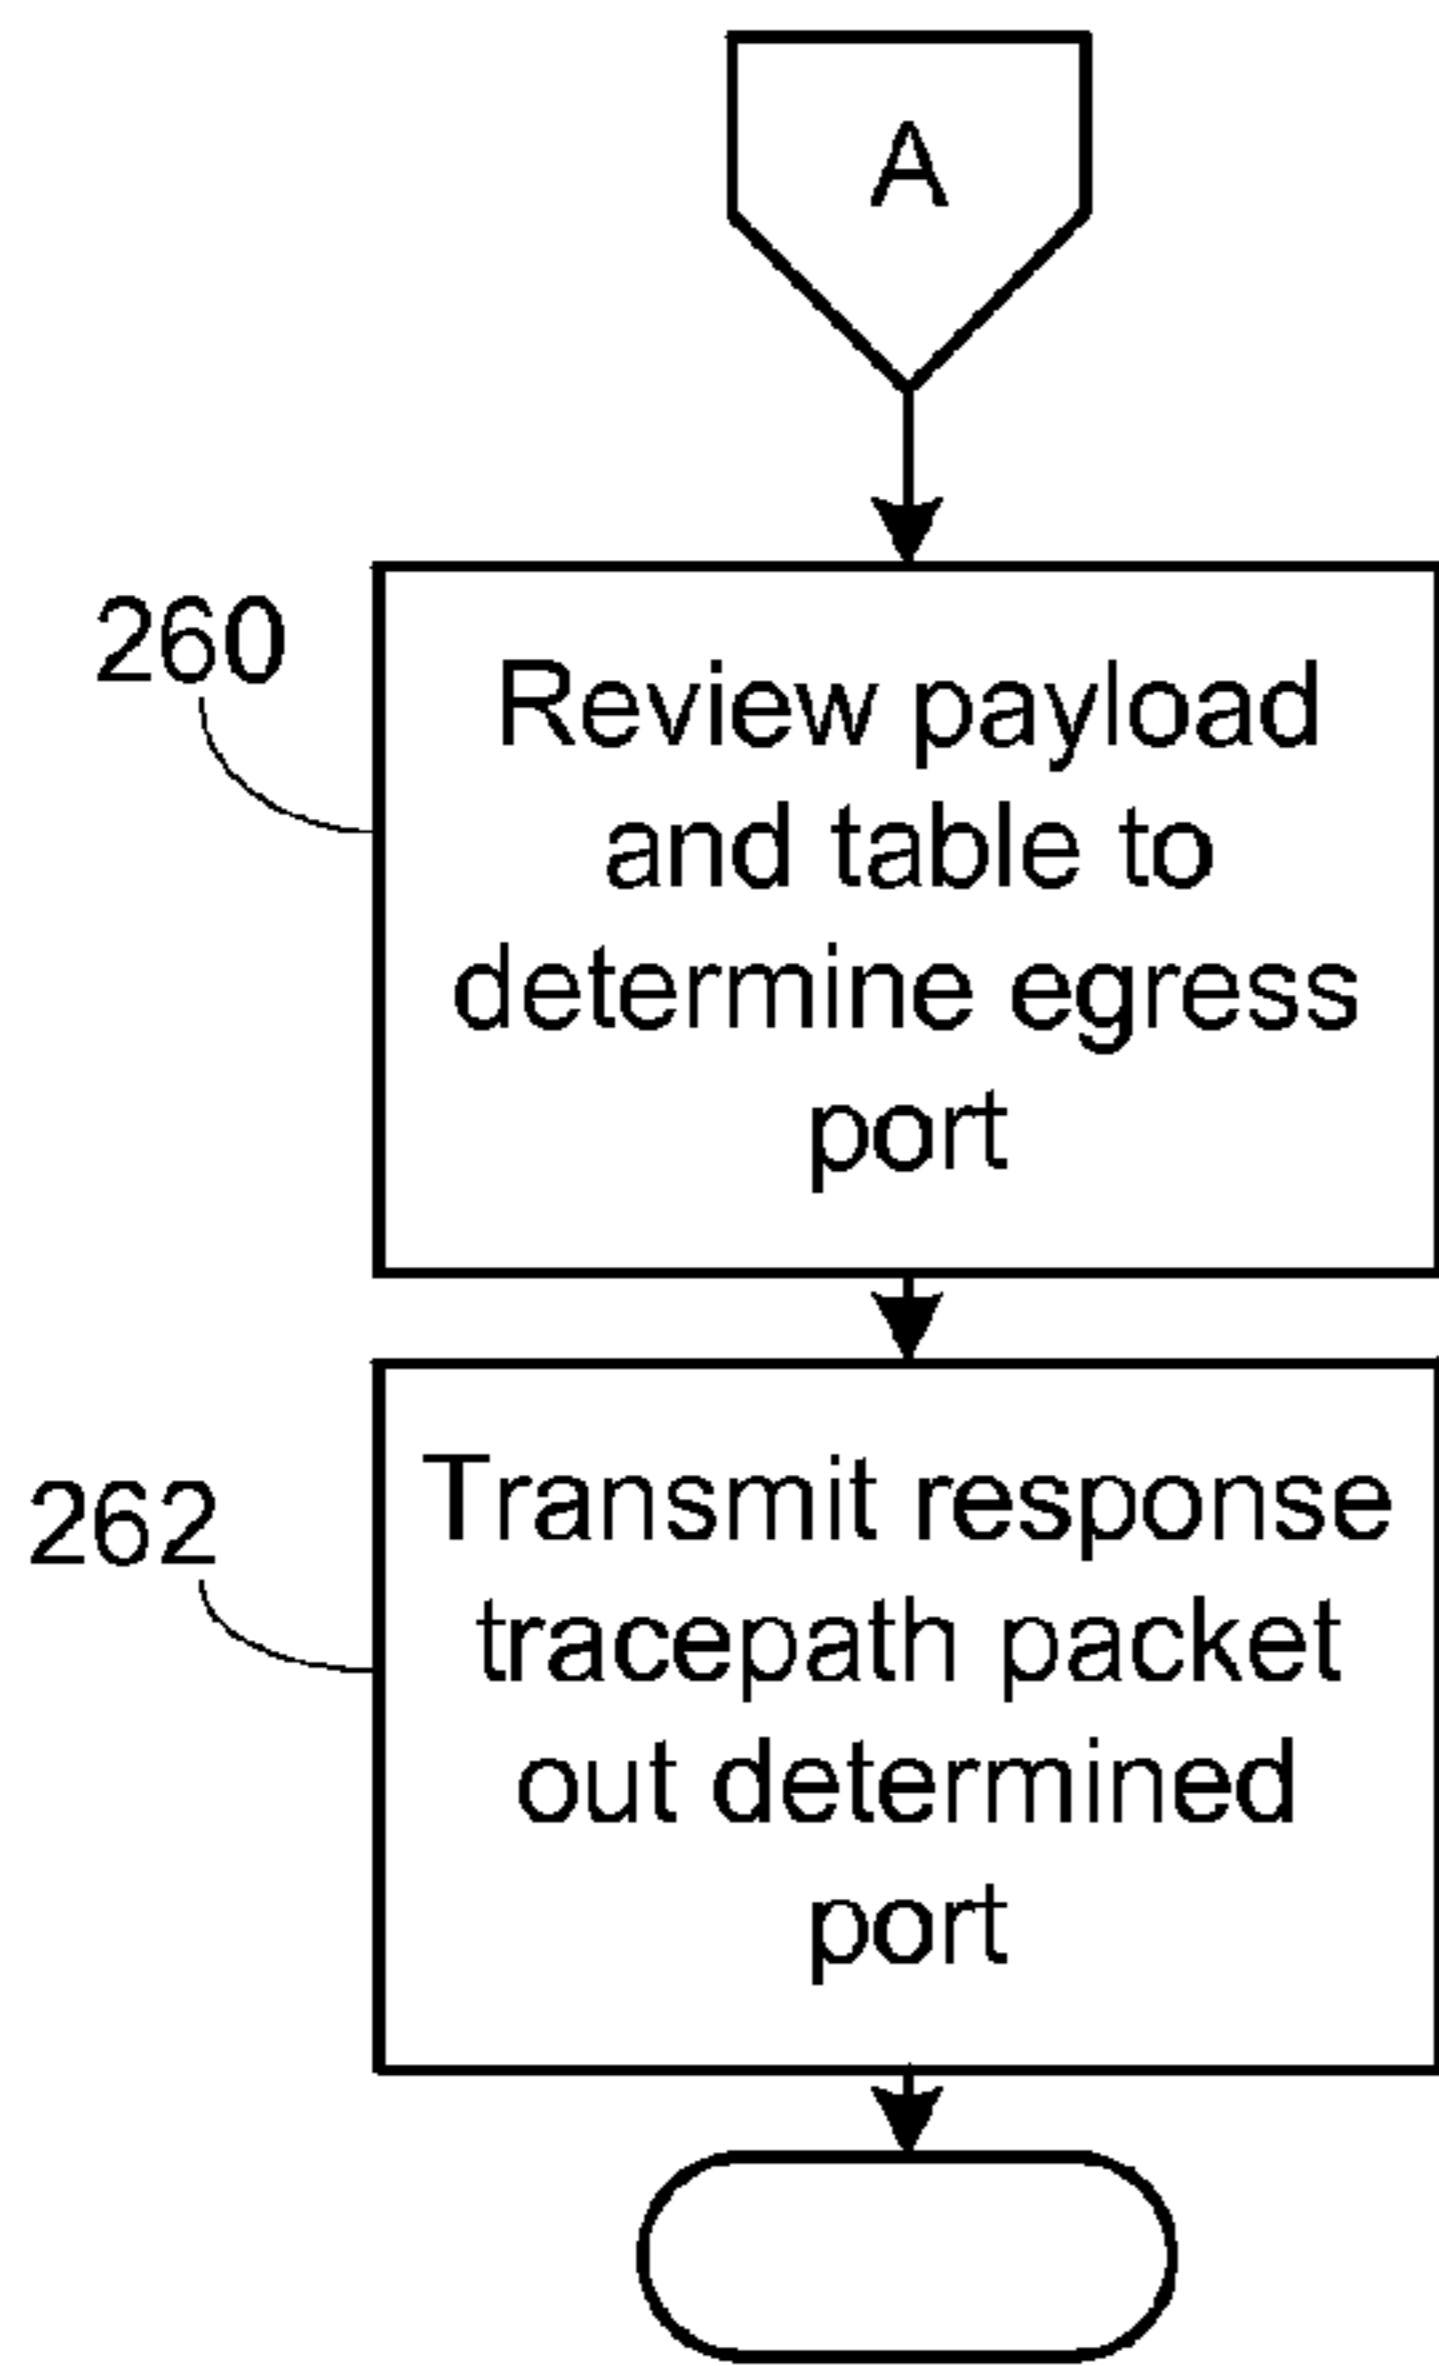 A
260
Review payload
and table to
determine egress
port
262
Transmit response
tracepath packet
out determined
port